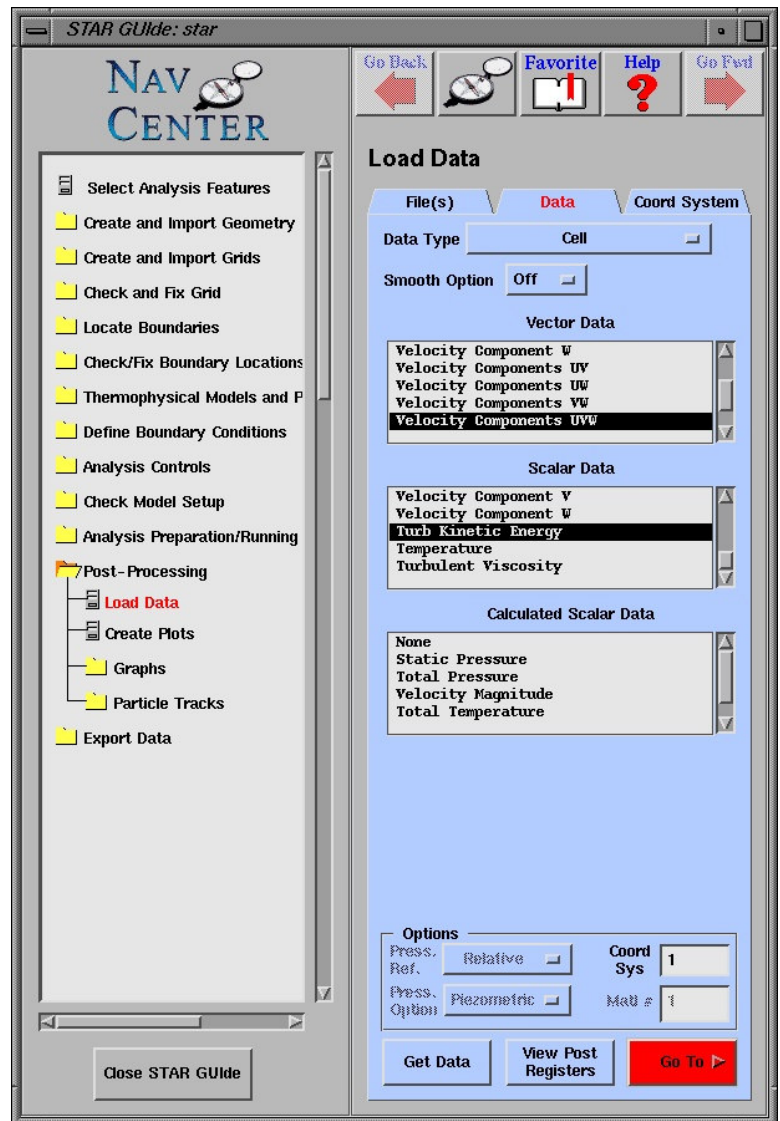 STAR GUIde: star
NAV
CENTER
Select Analysis Features
Create and Import Geometry
Create and Import Grids
Check and Fix Grid
Locate Boundaries
Check/Fix Boundary Locations
Thermophysical Models and P
Define Boundary Conditions
Analysis Controls
Check Model Setup
Analysis Preparation/Running
Post-Processing
Load Data
Create Plots
Graphs
Particle Tracks
Export Data
Close STAR GUIde
Go Back
Favorite
Help
Go Fwd
Load Data
File(s)
Data
Coord System
Data Type
Cell
Smooth Option
Off
Vector Data
Velocity Component W
Velocity Components UV
Velocity Components UW
Velocity Components VW
Velocity Components UVW
Scalar Data
Velocity Component V
Velocity Component W
Turb Kinetic Energy
Temperature
Turbulent Viscosity
Calculated Scalar Data
None
Static Pressure
Total Pressure
Velocity Magnitude
Total Temperature
Options
Press. Ref.
Relative
Coord Sys
1
Press. Option
Piezometric
Matl #
1
Get Data
View Post Registers
Go To